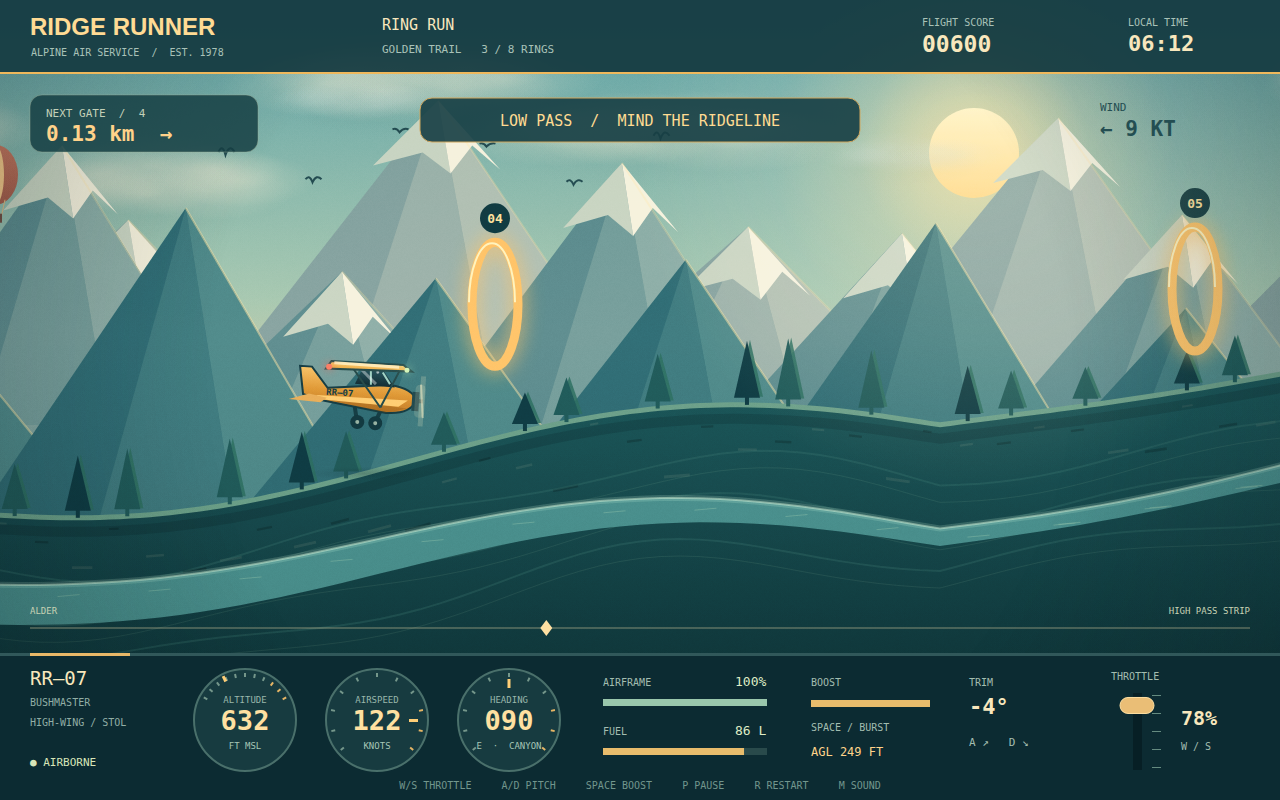 RIDGE RUNNER
ALPINE AIR SERVICE / EST. 1978
RING RUN
GOLDEN TRAIL 3 / 8 RINGS
FLIGHT SCORE
00600
LOCAL TIME
06:12
NEXT GATE / 4
0.13 km →
LOW PASS / MIND THE RIDGELINE
WIND
← 9 KT
04
05
RR—07
ALDER
HIGH PASS STRIP
RR—07
BUSHMASTER
HIGH-WING / STOL
● AIRBORNE
ALTITUDE
632
FT MSL
AIRSPEED
122
KNOTS
HEADING
090
E · CANYON
AIRFRAME 100%
FUEL 86 L
BOOST
SPACE / BURST
AGL 249 FT
TRIM
-4°
A ↗ D ↘
THROTTLE
78%
W / S
W/S THROTTLE A/D PITCH SPACE BOOST P PAUSE R RESTART M SOUND